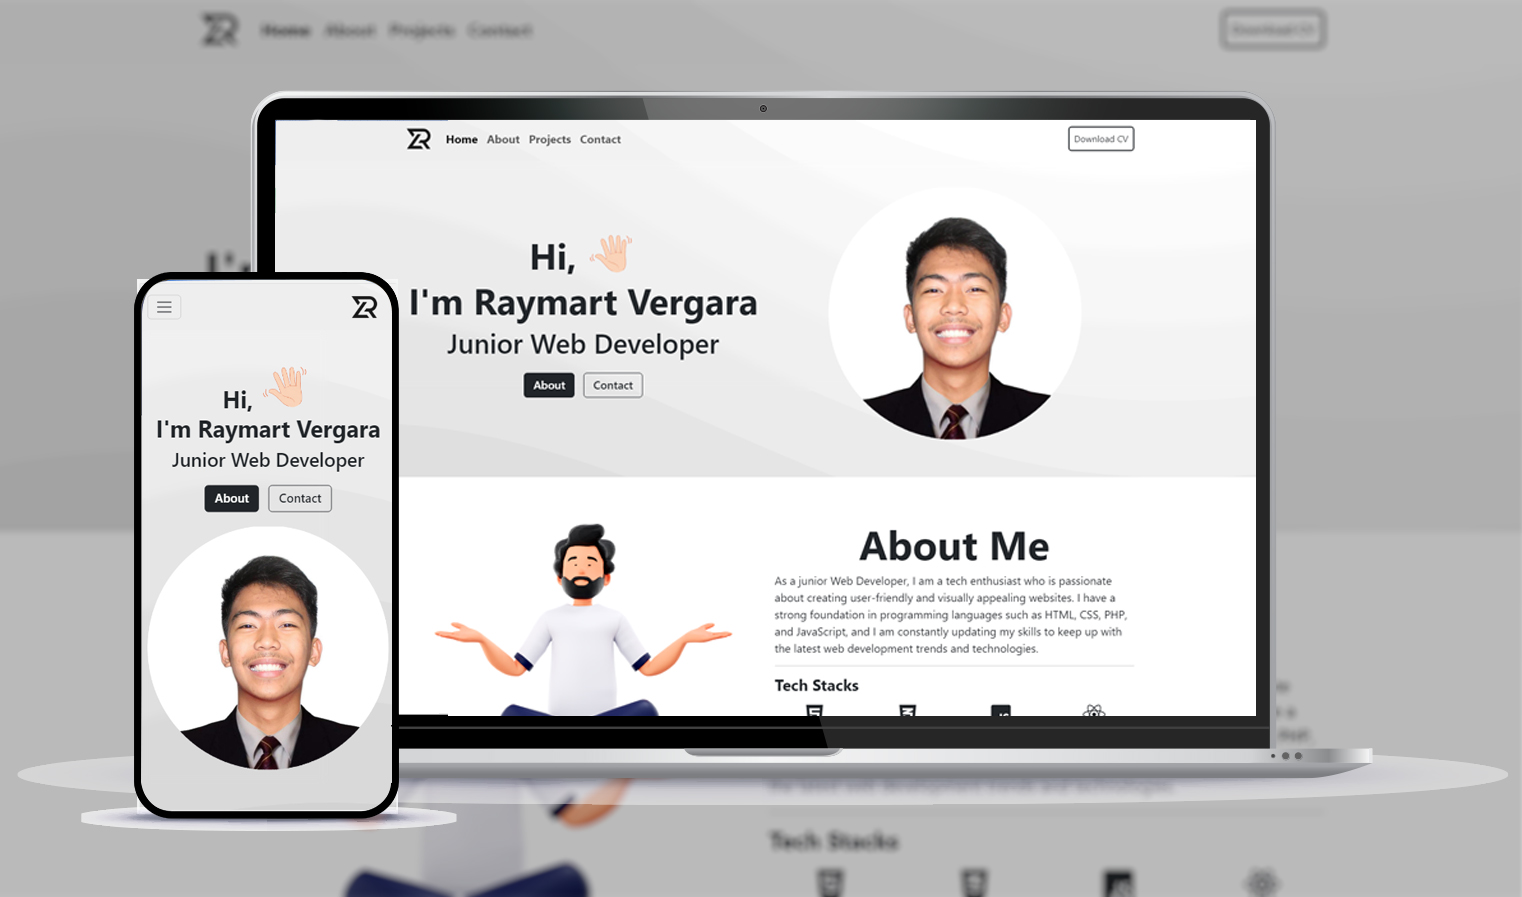 Home About Projects Contact
Download CV
Home About Projects Contact
Download CV
Hi,
I'm Raymart Vergara
Junior Web Developer
About Contact
About Me
As a junior Web Developer, I am a tech enthusiast who is passionate
about creating user-friendly and visually appealing websites. I have a
strong foundation in programming languages such as HTML, CSS, PHP,
and JavaScript, and I am constantly updating my skills to keep up with
the latest web development trends and technologies.
Tech Stacks
Hi,
I'm Raymart Vergara
Junior Web Developer
About Contact
I'
Tech Stacks